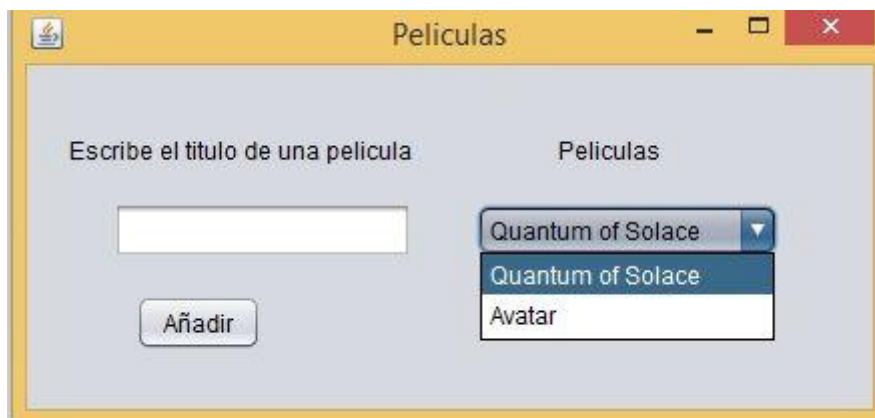 Peliculas
Escribe el titulo de una pelicula
Peliculas
Quantum of Solace
Quantum of Solace
Avatar
Añadir